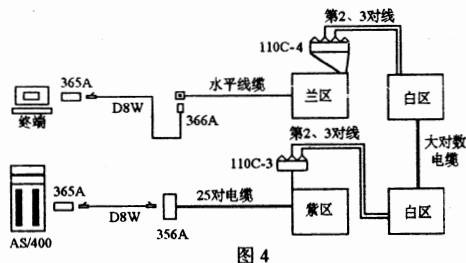 第2、3对线
110C-4
365A
水平线缆
兰区
白区
终端
D8W
366A
第2、3对线
大对数
电缆
110C-3
365A
25对电缆
紫区
白区
D8W
356A
AS/400
图 4